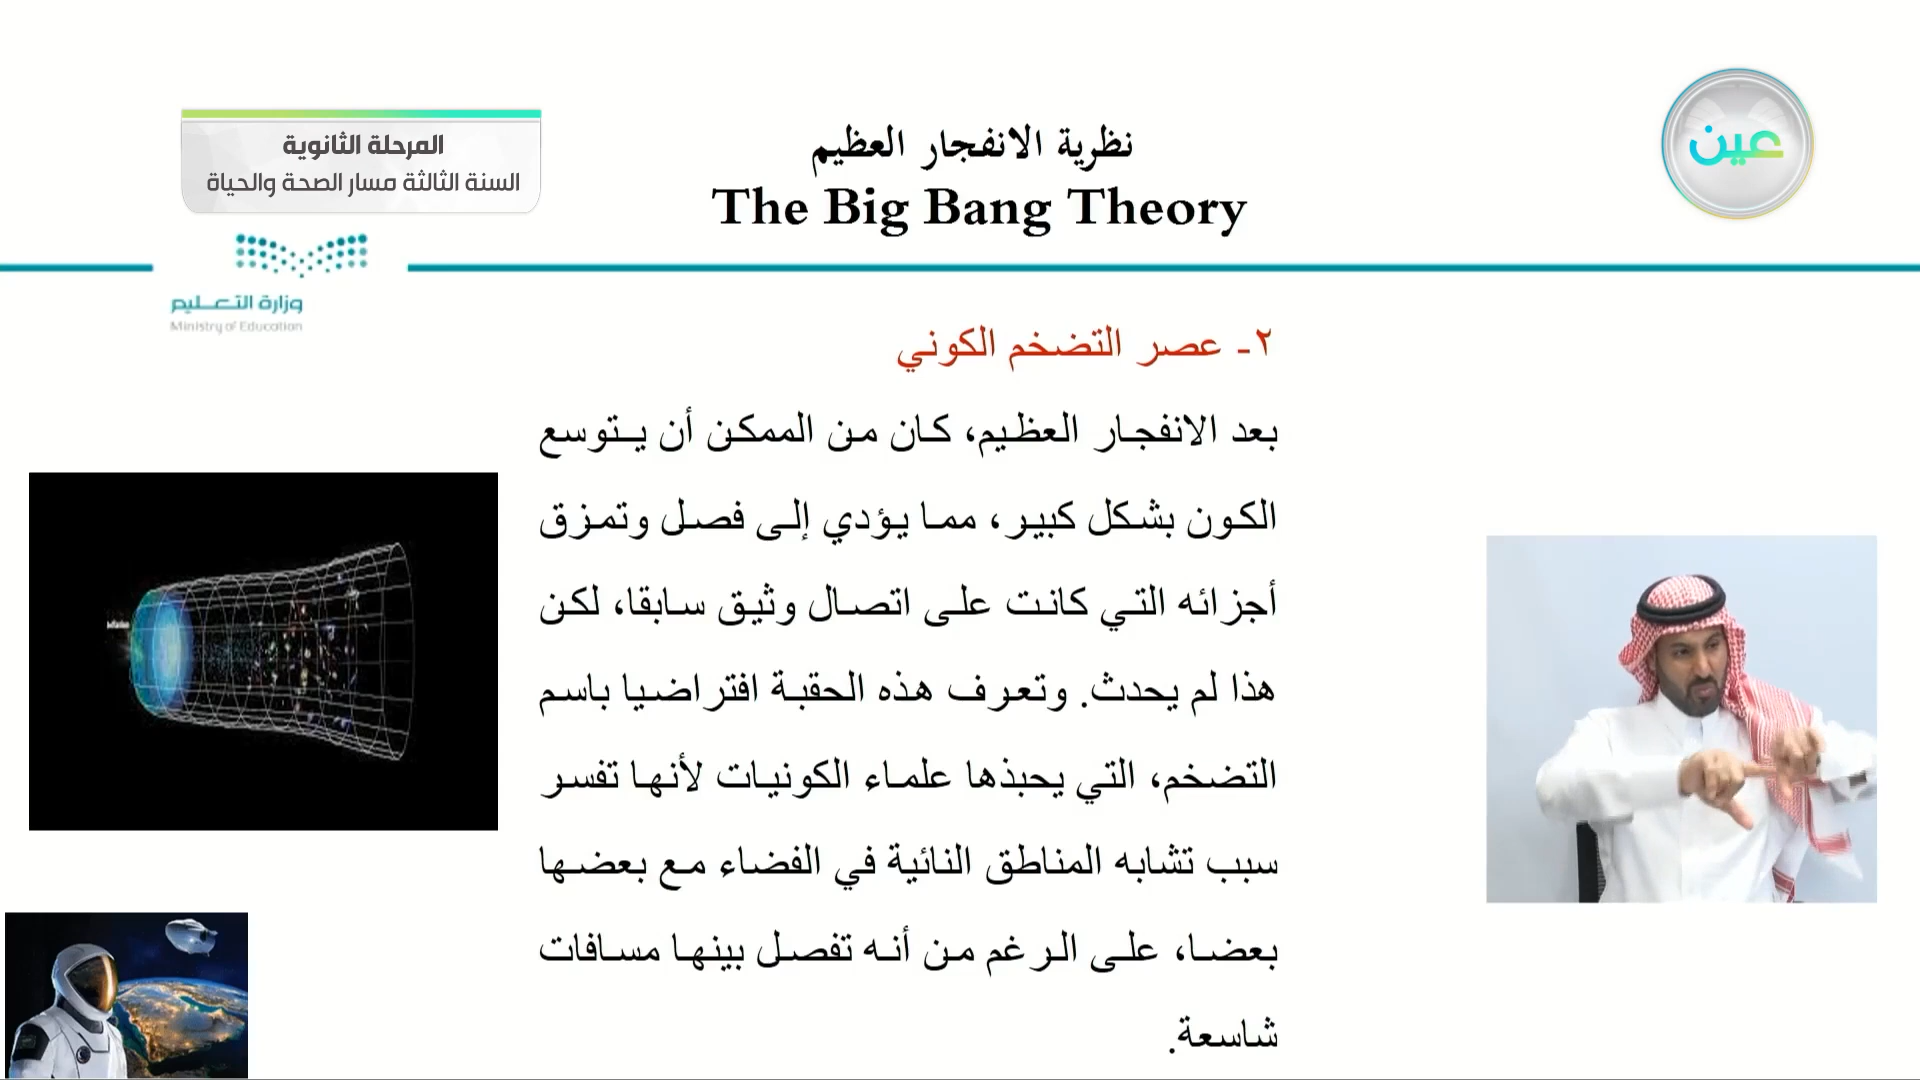 المرحلة الثانوية
السنة الثالثة مسار الصحة والحياة
نظرية الانفجار العظيم
The Big Bang Theory
عين
وزارة التعليم
Ministry of Education
٢- عصر التضخم الكوني
بعد الانفجار العظيم، كان من الممكن أن يتوسع
الكون بشكل كبير، مما يؤدي إلى فصل وتمزق
أجزائه التي كانت على اتصال وثيق سابقا، لكن
هذا لم يحدث. وتعرف هذه الحقبة افتراضيا باسم
التضخم، التي يحبذها علماء الكونيات لأنها تفسر
سبب تشابه المناطق النائية في الفضاء مع بعضها
بعضا، على الرغم من أنه تفصل بينها مسافات
شاسعة.